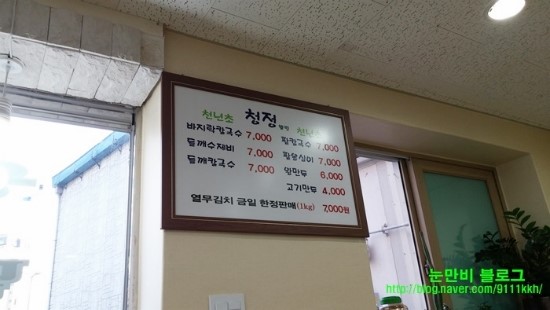 천년초 청정 천년초
바지락칼국수 7,000 팥칼국수 7,000
들깨수제비 7,000 팥옹심이 7,000
들깨칼국수 7,000 왕만두 6,000
고기만두 4,000
열무김치 금일 한정판매(1kg) 7,000원
눈만비 블로그
http://blog.naver.com/9111kkh/